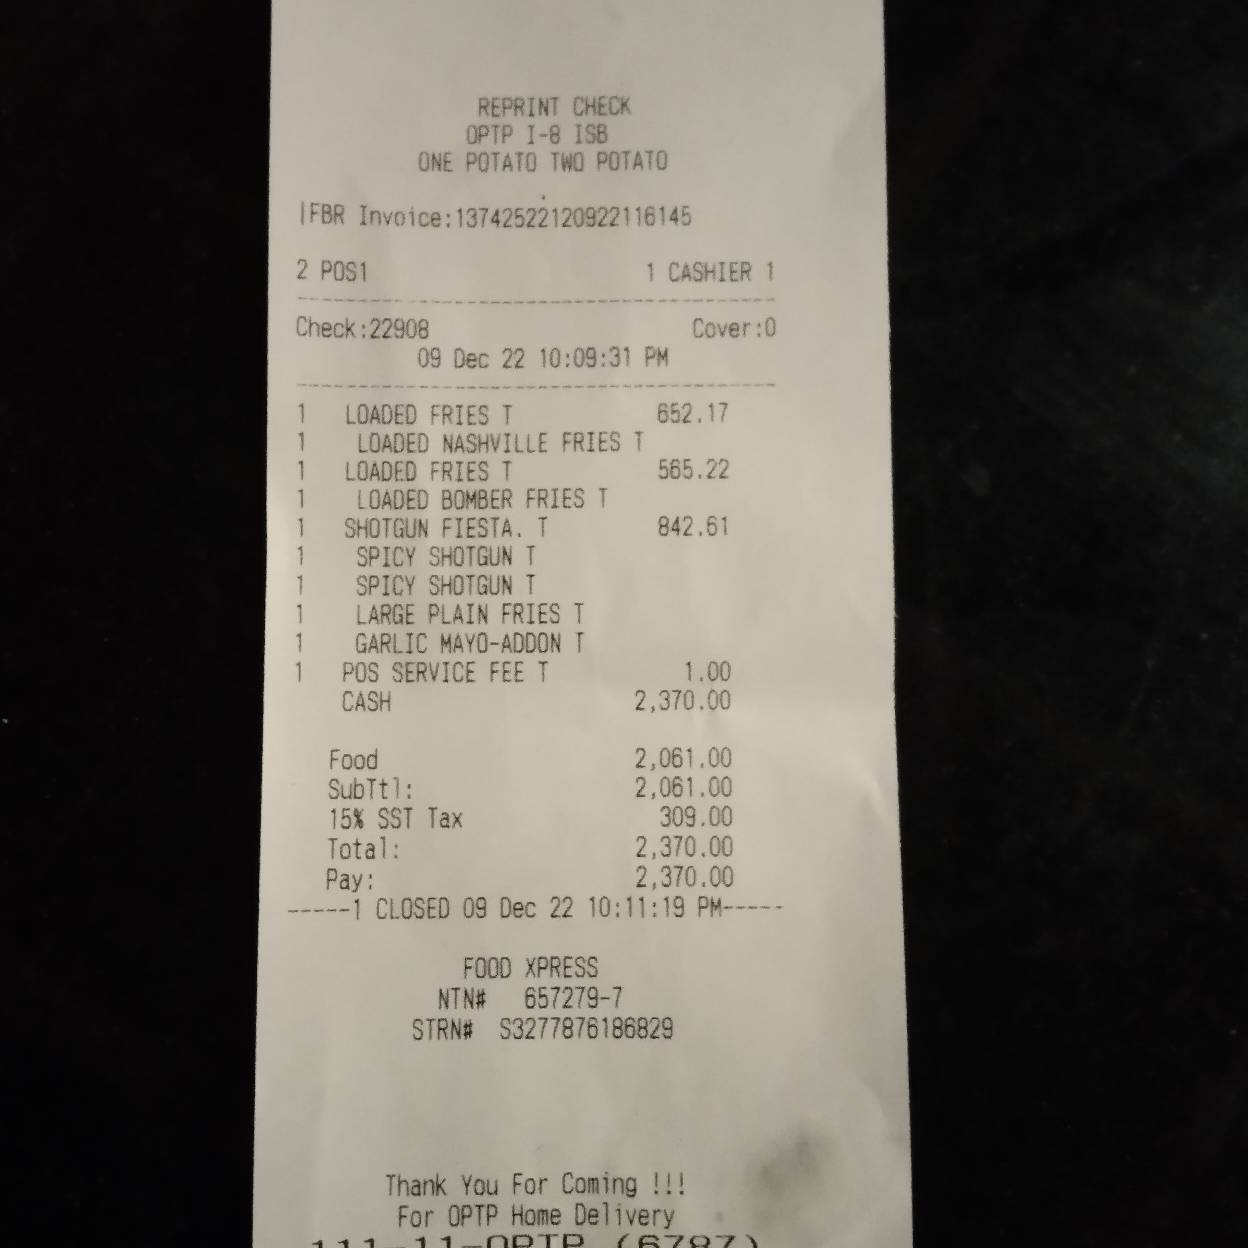 REPRINT CHECK
OPTP I-8 ISB
ONE POTATO TWO POTATO
|FBR Invoice:13742522120922116145
2 POS1 1 CASHIER 1
--------------------------------------
Check:22908 Cover:0
09 Dec 22 10:09:31 PM
--------------------------------------
1 LOADED FRIES T 652.17
1 LOADED NASHVILLE FRIES T
1 LOADED FRIES T 565.22
1 LOADED BOMBER FRIES T
1 SHOTGUN FIESTA. T 842.61
1 SPICY SHOTGUN T
1 SPICY SHOTGUN T
1 LARGE PLAIN FRIES T
1 GARLIC MAYO-ADDON T
1 POS SERVICE FEE T 1.00
CASH 2,370.00
Food 2,061.00
SubTtl: 2,061.00
15% SST Tax 309.00
Total: 2,370.00
Pay: 2,370.00
-----1 CLOSED 09 Dec 22 10:11:19 PM-----
FOOD XPRESS
NTN# 657279-7
STRN# S3277876186829
Thank You For Coming !!!
For OPTP Home Delivery
111-11-OPTP (6787)